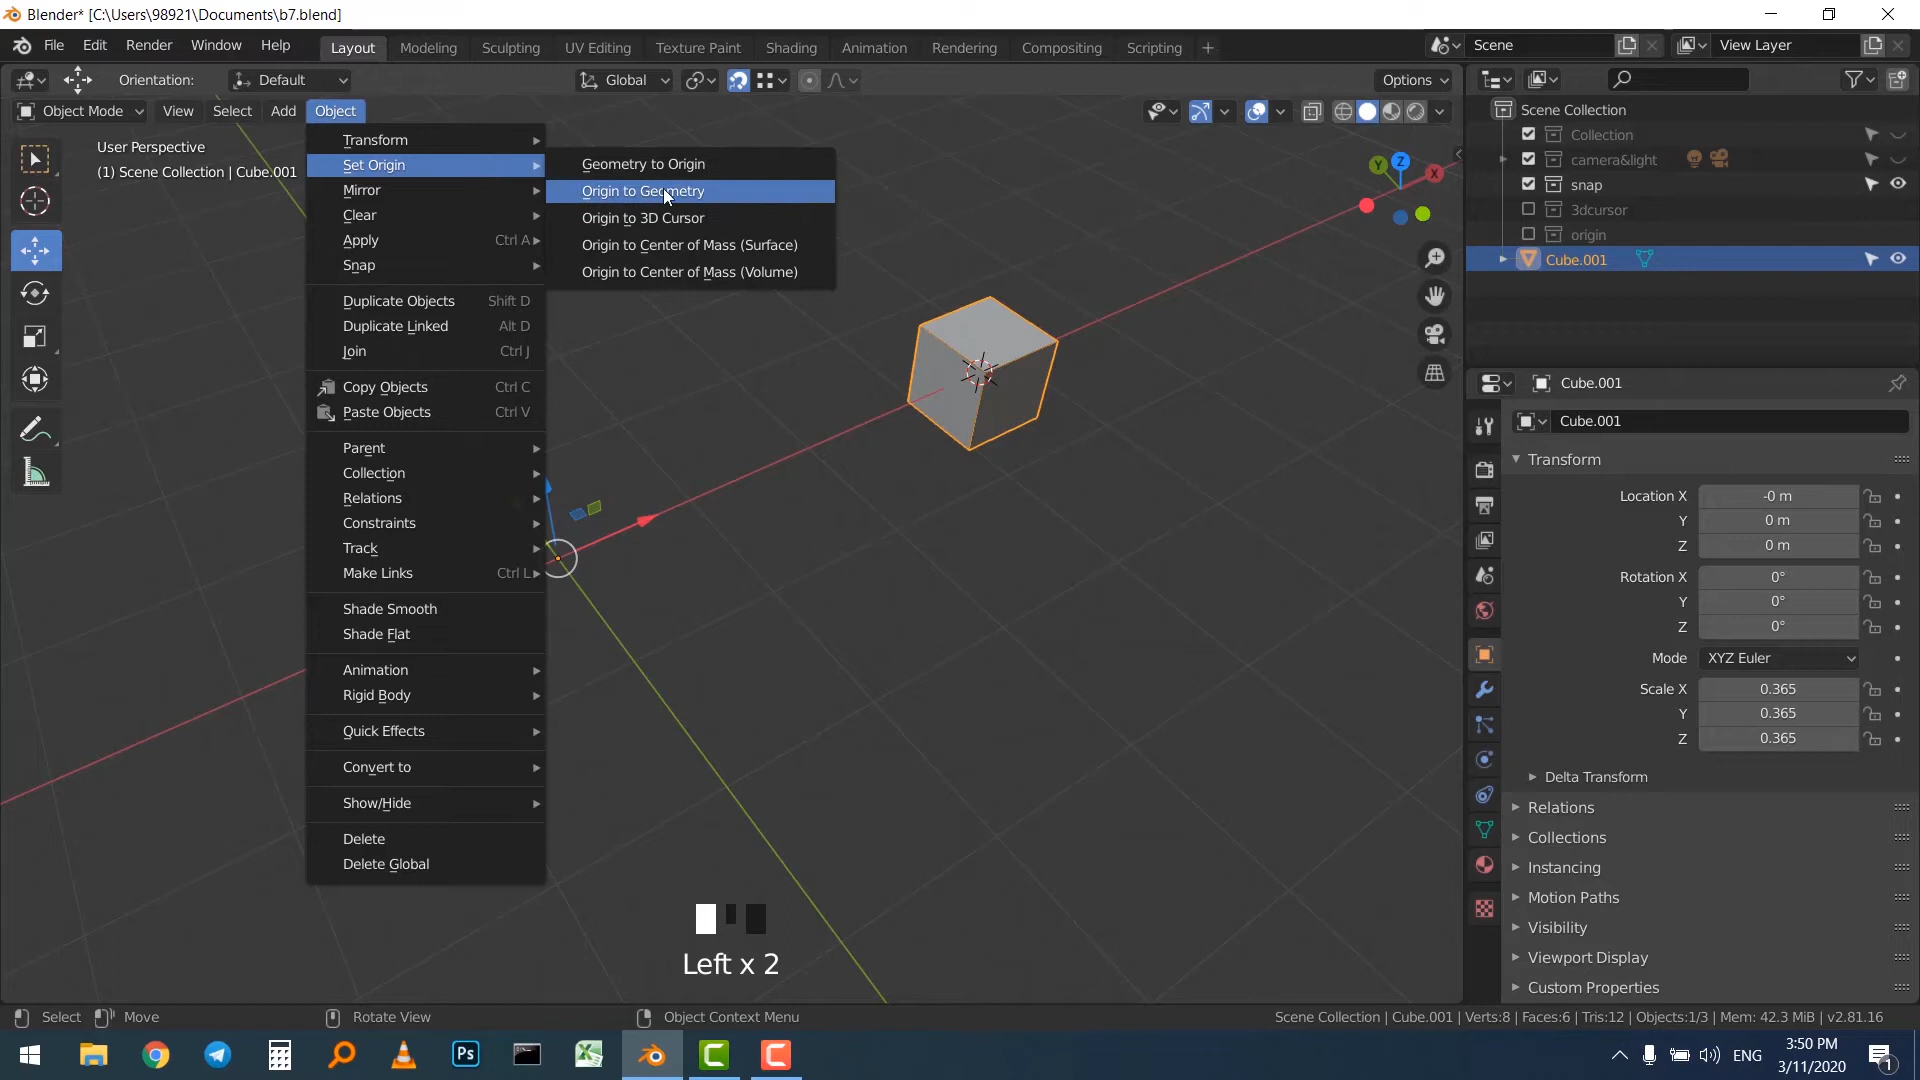 Blender* [C:\Users\98921\Documents\b7.blend]
File Edit Render Window Help Layout Modeling Sculpting UV Editing Texture Paint Shading Animation Rendering Compositing Scripting + Scene View Layer
Orientation: Default Global Options
Object Mode View Select Add Object
User Perspective
(1) Scene Collection | Cube.001
Transform
Set Origin
Mirror
Clear
Apply Ctrl A
Snap
Duplicate Objects Shift D
Duplicate Linked Alt D
Join Ctrl J
Copy Objects Ctrl C
Paste Objects Ctrl V
Parent
Collection
Relations
Constraints
Track
Make Links Ctrl L
Shade Smooth
Shade Flat
Animation
Rigid Body
Quick Effects
Convert to
Show/Hide
Delete
Delete Global
Geometry to Origin
Origin to Geometry
Origin to 3D Cursor
Origin to Center of Mass (Surface)
Origin to Center of Mass (Volume)
Y Z X
Left x 2
Scene Collection
Collection
camera&light
snap
3dcursor
origin
Cube.001
Cube.001
Cube.001
Transform
Location X -0 m
Y 0 m
Z 0 m
Rotation X 0°
Y 0°
Z 0°
Mode XYZ Euler
Scale X 0.365
Y 0.365
Z 0.365
Delta Transform
Relations
Collections
Instancing
Motion Paths
Visibility
Viewport Display
Custom Properties
Select Move Rotate View Object Context Menu Scene Collection | Cube.001 | Verts:8 | Faces:6 | Tris:12 | Objects:1/3 | Mem: 42.3 MiB | v2.81.16
Ps ENG 3:50 PM
3/11/2020 1